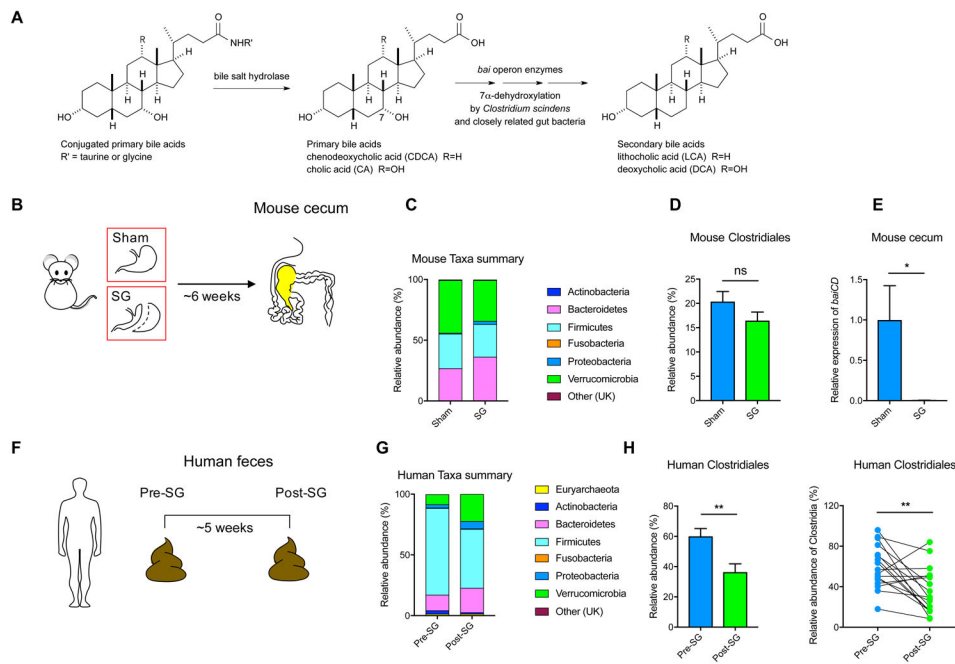 A
O
NHR'
R
H
H
H
HO
H
OH
Conjugated primary bile acids
R' = taurine or glycine
bile salt hydrolase
O
OH
R
H
H
H
HO
H
7
OH
Primary bile acids
chenodeoxycholic acid (CDCA) R=H
cholic acid (CA) R=OH
bai operon enzymes
7α-dehydroxylation
by Clostridium scindens
and closely related gut bacteria
O
OH
R
H
H
H
HO
H
Secondary bile acids
lithocholic acid (LCA) R=H
deoxycholic acid (DCA) R=OH
B
Sham
SG
~6 weeks
Mouse cecum
C
Mouse Taxa summary
Relative abundance (%)
100
50
0
Sham
SG
Actinobacteria
Bacteroidetes
Firmicutes
Fusobacteria
Proteobacteria
Verrucomicrobia
Other (UK)
D
Mouse Clostridiales
ns
Relative abundance (%)
25
20
15
10
5
0
Sham
SG
E
Mouse cecum
*
Relative expression of baiCD
1.5
1.0
0.5
0.0
Sham
SG
F
Human feces
Pre-SG
Post-SG
~5 weeks
G
Human Taxa summary
Relative abundance (%)
100
50
0
Pre-SG
Post-SG
Euryarchaeota
Actinobacteria
Bacteroidetes
Firmicutes
Fusobacteria
Proteobacteria
Verrucomicrobia
Other (UK)
H
Human Clostridiales
**
Relative abundance (%)
80
60
40
20
0
Pre-SG
Post-SG
Human Clostridiales
**
Relative abundance of Clostridia (%)
120
80
40
0
Pre-SG
Post-SG